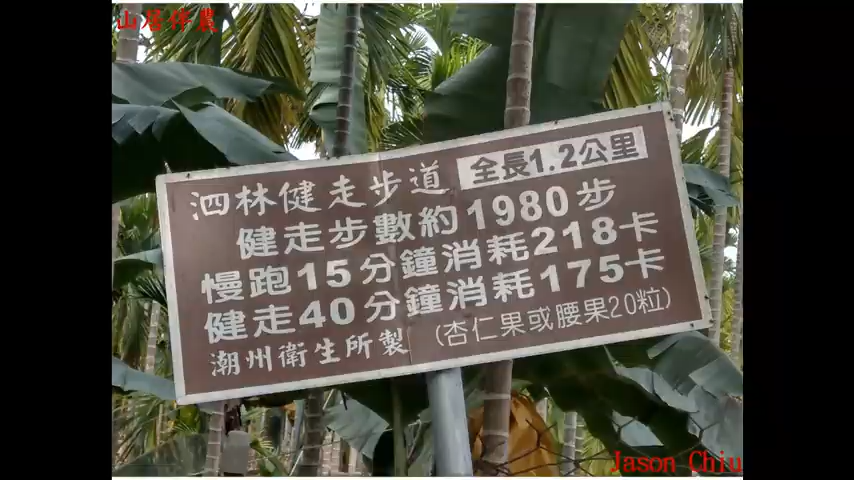 山居伴農
泗林健走步道 全長1.2公里
健走步數約1980步
慢跑15分鐘消耗218卡
健走40分鐘消耗175卡
潮州衛生所製 (杏仁果或腰果20粒)
Jason Chiu